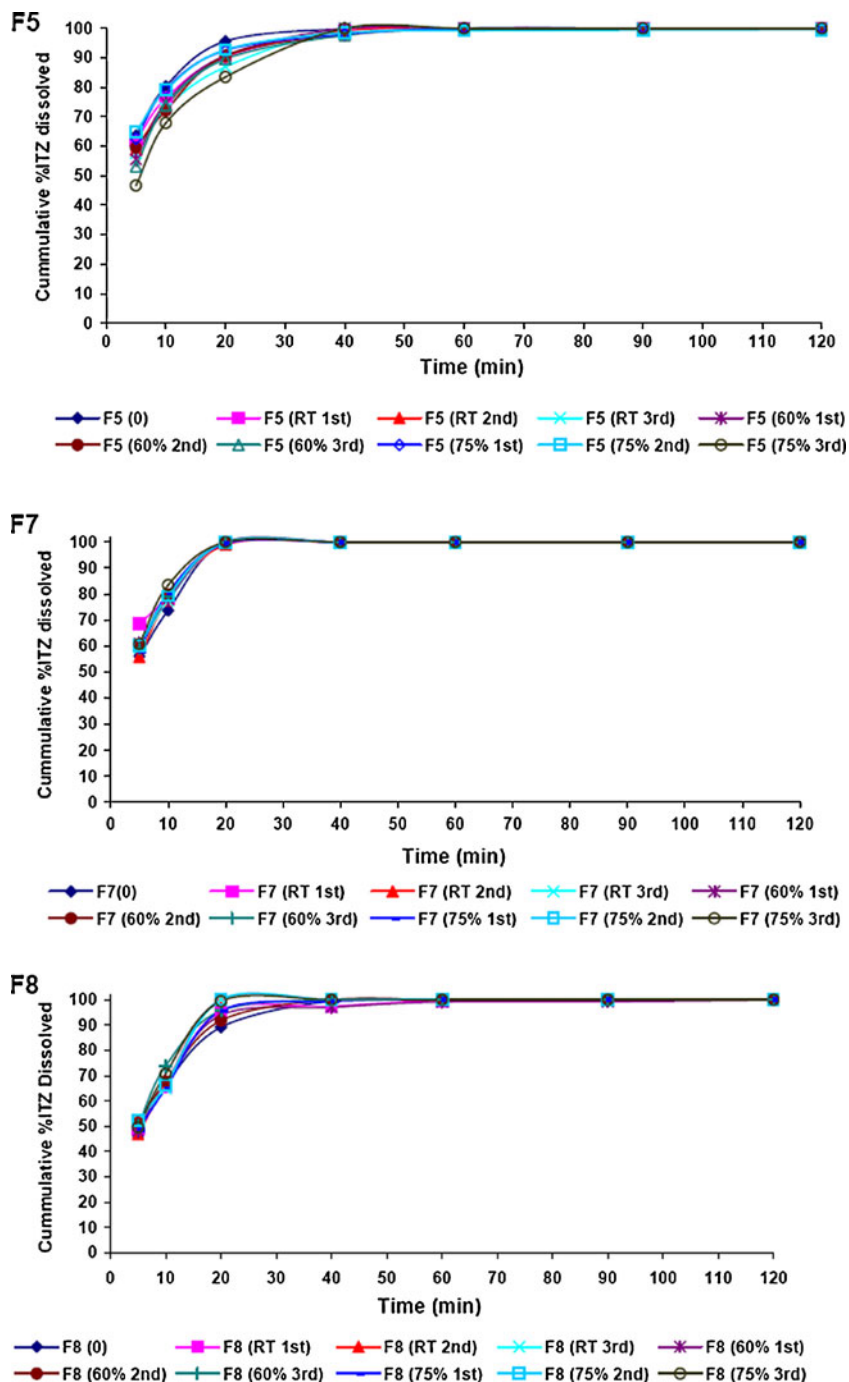 F5
Cummulative %ITZ dissolved
100
90
80
70
60
50
40
30
20
10
0
0 10 20 30 40 50 60 70 80 90 100 110 120
Time (min)
F5 (0) F5 (RT 1st) F5 (RT 2nd) F5 (RT 3rd) F5 (60% 1st)
F5 (60% 2nd) F5 (60% 3rd) F5 (75% 1st) F5 (75% 2nd) F5 (75% 3rd)
F7
Cummulative %ITZ dissolved
100
90
80
70
60
50
40
30
20
10
0
0 10 20 30 40 50 60 70 80 90 100 110 120
Time (min)
F7(0) F7 (RT 1st) F7 (RT 2nd) F7 (RT 3rd) F7 (60% 1st)
F7 (60% 2nd) F7 (60% 3rd) F7 (75% 1st) F7 (75% 2nd) F7 (75% 3rd)
F8
Cummulative %ITZ Dissolved
100
90
80
70
60
50
40
30
20
10
0
0 10 20 30 40 50 60 70 80 90 100 110 120
Time (min)
F8 (0) F8 (RT 1st) F8 (RT 2nd) F8 (RT 3rd) F8 (60% 1st)
F8 (60% 2nd) F8 (60% 3rd) F8 (75% 1st) F8 (75% 2nd) F8 (75% 3rd)